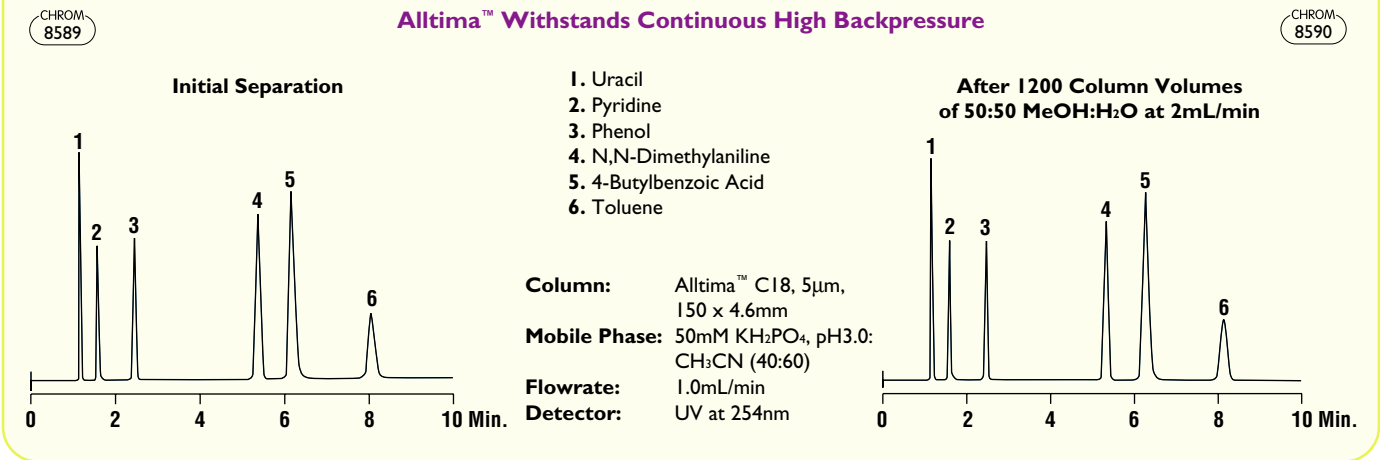 CHROM
8589
Alltima™ Withstands Continuous High Backpressure
CHROM
8590
Initial Separation
1
2
3
4
5
6
0 2 4 6 8 10 Min.
1. Uracil
2. Pyridine
3. Phenol
4. N,N-Dimethylaniline
5. 4-Butylbenzoic Acid
6. Toluene
Column: Alltima™ C18, 5µm,
150 x 4.6mm
Mobile Phase: 50mM KH₂PO₄, pH3.0:
CH₃CN (40:60)
Flowrate: 1.0mL/min
Detector: UV at 254nm
After 1200 Column Volumes
of 50:50 MeOH:H₂O at 2mL/min
1
2
3
4
5
6
0 2 4 6 8 10 Min.